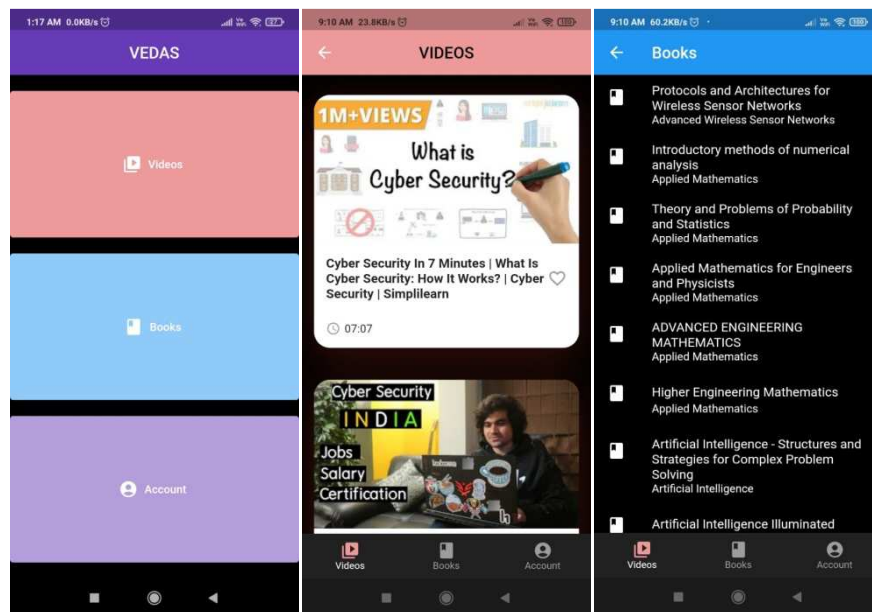 1:17 AM 0.0KB/s
37
VEDAS
Videos
Books
Account
9:10 AM 23.8KB/s
100
VIDEOS
1M+VIEWS
What is
Cyber Security?
Cyber Security In 7 Minutes | What Is
Cyber Security: How It Works? | Cyber
Security | Simplilearn
07:07
Cyber Security
INDIA
Jobs
Salary
Certification
Videos
Books
Account
9:10 AM 60.2KB/s
100
Books
Protocols and Architectures for
Wireless Sensor Networks
Advanced Wireless Sensor Networks
Introductory methods of numerical
analysis
Applied Mathematics
Theory and Problems of Probability
and Statistics
Applied Mathematics
Applied Mathematics for Engineers
and Physicists
Applied Mathematics
ADVANCED ENGINEERING
MATHEMATICS
Applied Mathematics
Higher Engineering Mathematics
Applied Mathematics
Artificial Intelligence - Structures and
Strategies for Complex Problem
Solving
Artificial Intelligence
Artificial Intelligence Illuminated
Videos
Books
Account